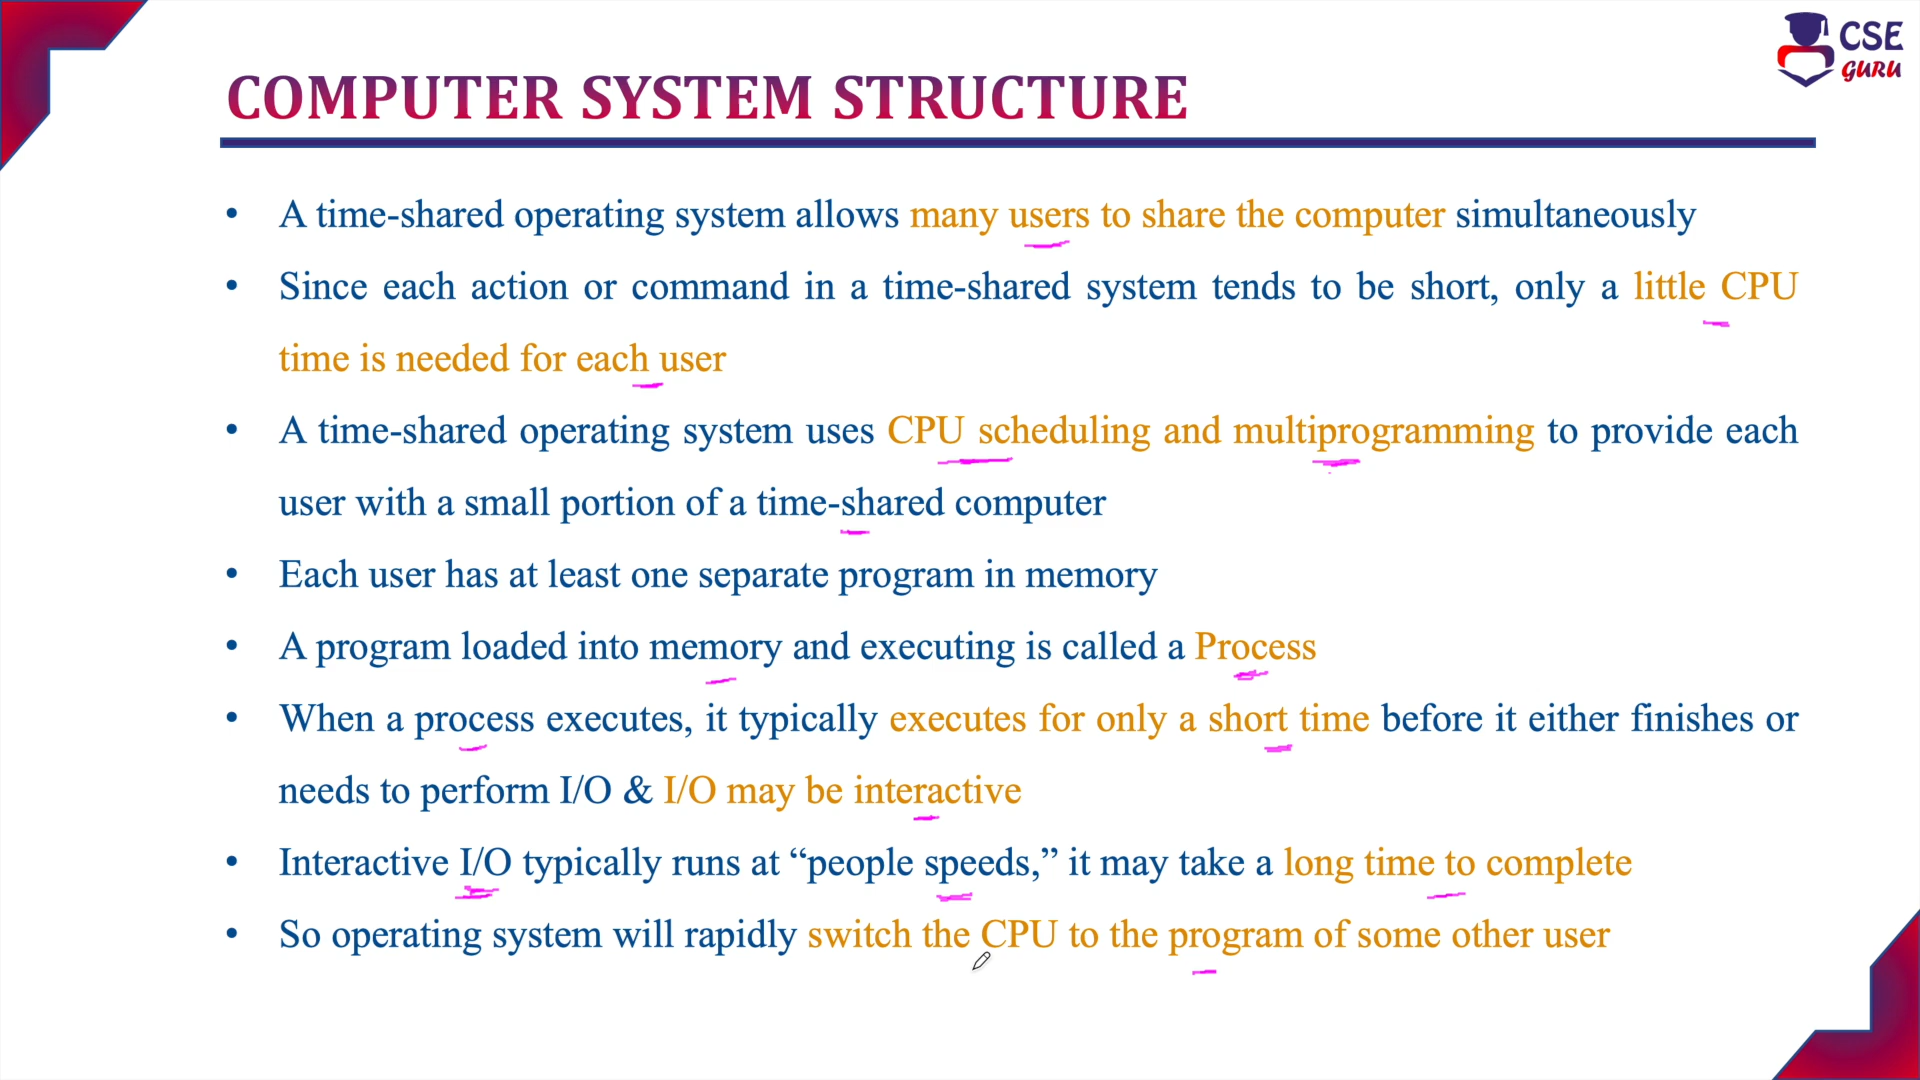 CSE
GURU
COMPUTER SYSTEM STRUCTURE
• A time-shared operating system allows many users to share the computer simultaneously
• Since each action or command in a time-shared system tends to be short, only a little CPU
time is needed for each user
• A time-shared operating system uses CPU scheduling and multiprogramming to provide each
user with a small portion of a time-shared computer
• Each user has at least one separate program in memory
• A program loaded into memory and executing is called a Process
• When a process executes, it typically executes for only a short time before it either finishes or
needs to perform I/O & I/O may be interactive
• Interactive I/O typically runs at “people speeds,” it may take a long time to complete
• So operating system will rapidly switch the CPU to the program of some other user